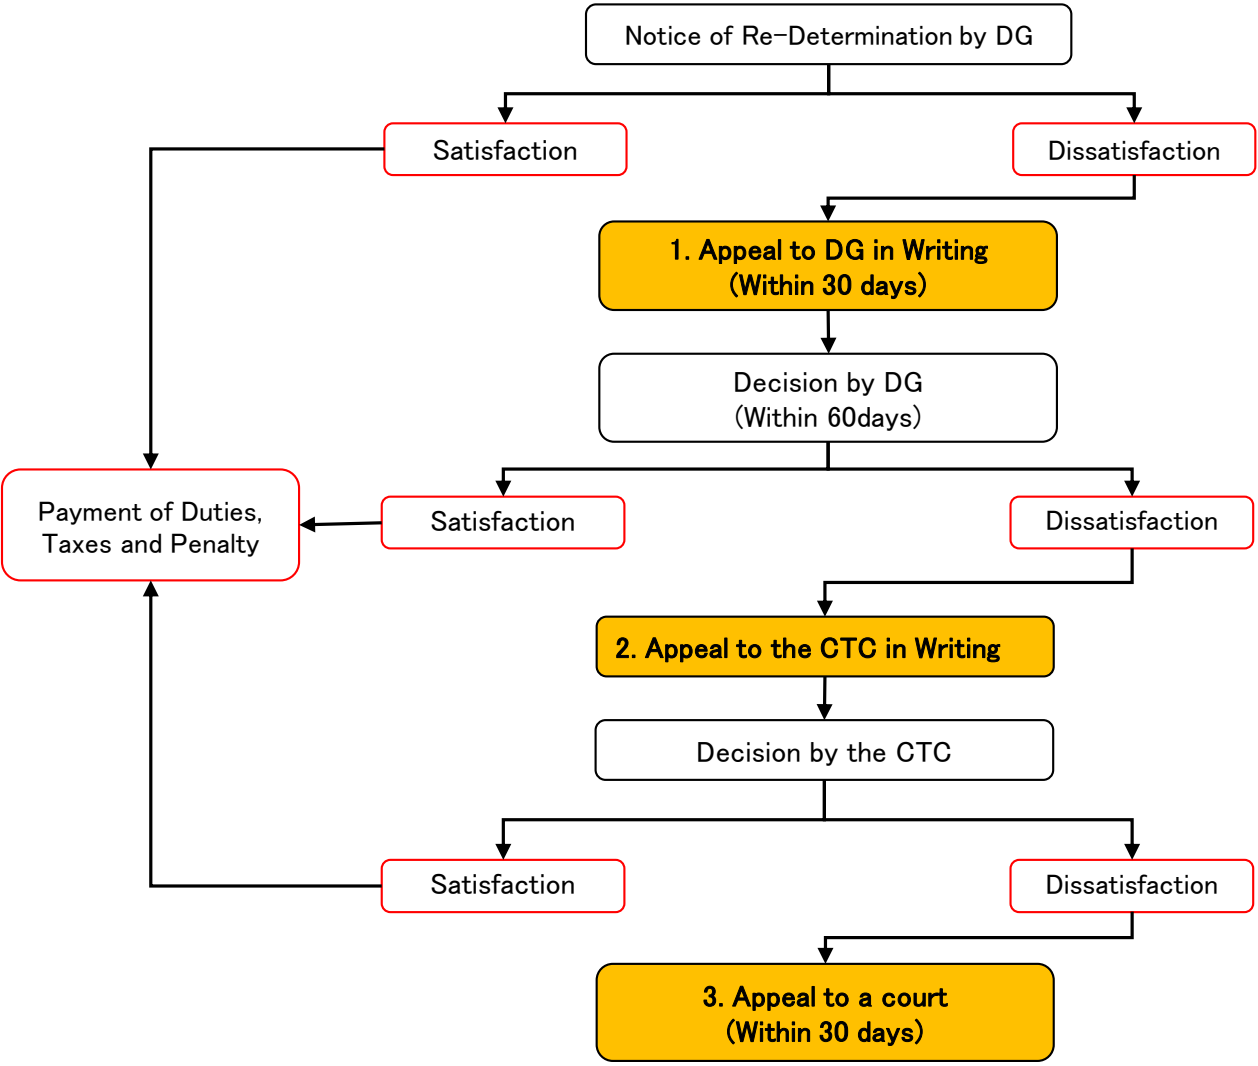 Notice of Re-Determination by DG
Satisfaction
Dissatisfaction
1. Appeal to DG in Writing
(Within 30 days)
Decision by DG
(Within 60days)
Payment of Duties,
Taxes and Penalty
Satisfaction
Dissatisfaction
2. Appeal to the CTC in Writing
Decision by the CTC
Satisfaction
Dissatisfaction
3. Appeal to a court
(Within 30 days)